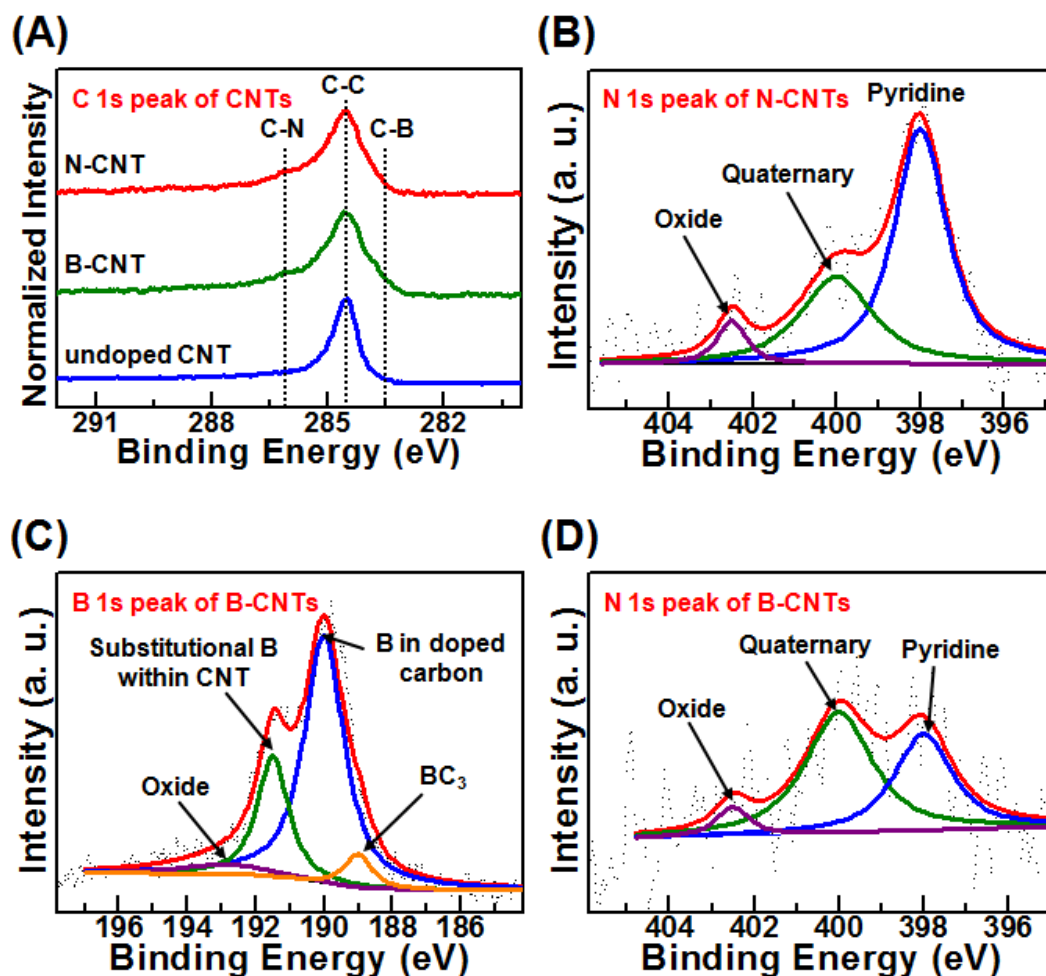 (A)
C 1s peak of CNTs
C-C
C-N
C-B
N-CNT
B-CNT
undoped CNT
Normalized Intensity
291 288 285 282
Binding Energy (eV)
(B)
N 1s peak of N-CNTs
Pyridine
Quaternary
Oxide
Intensity (a. u.)
404 402 400 398 396
Binding Energy (eV)
(C)
B 1s peak of B-CNTs
Substitutional B
within CNT
B in doped
carbon
Oxide
BC₃
Intensity (a. u.)
196 194 192 190 188 186
Binding Energy (eV)
(D)
N 1s peak of B-CNTs
Quaternary
Pyridine
Oxide
Intensity (a. u.)
404 402 400 398 396
Binding Energy (eV)